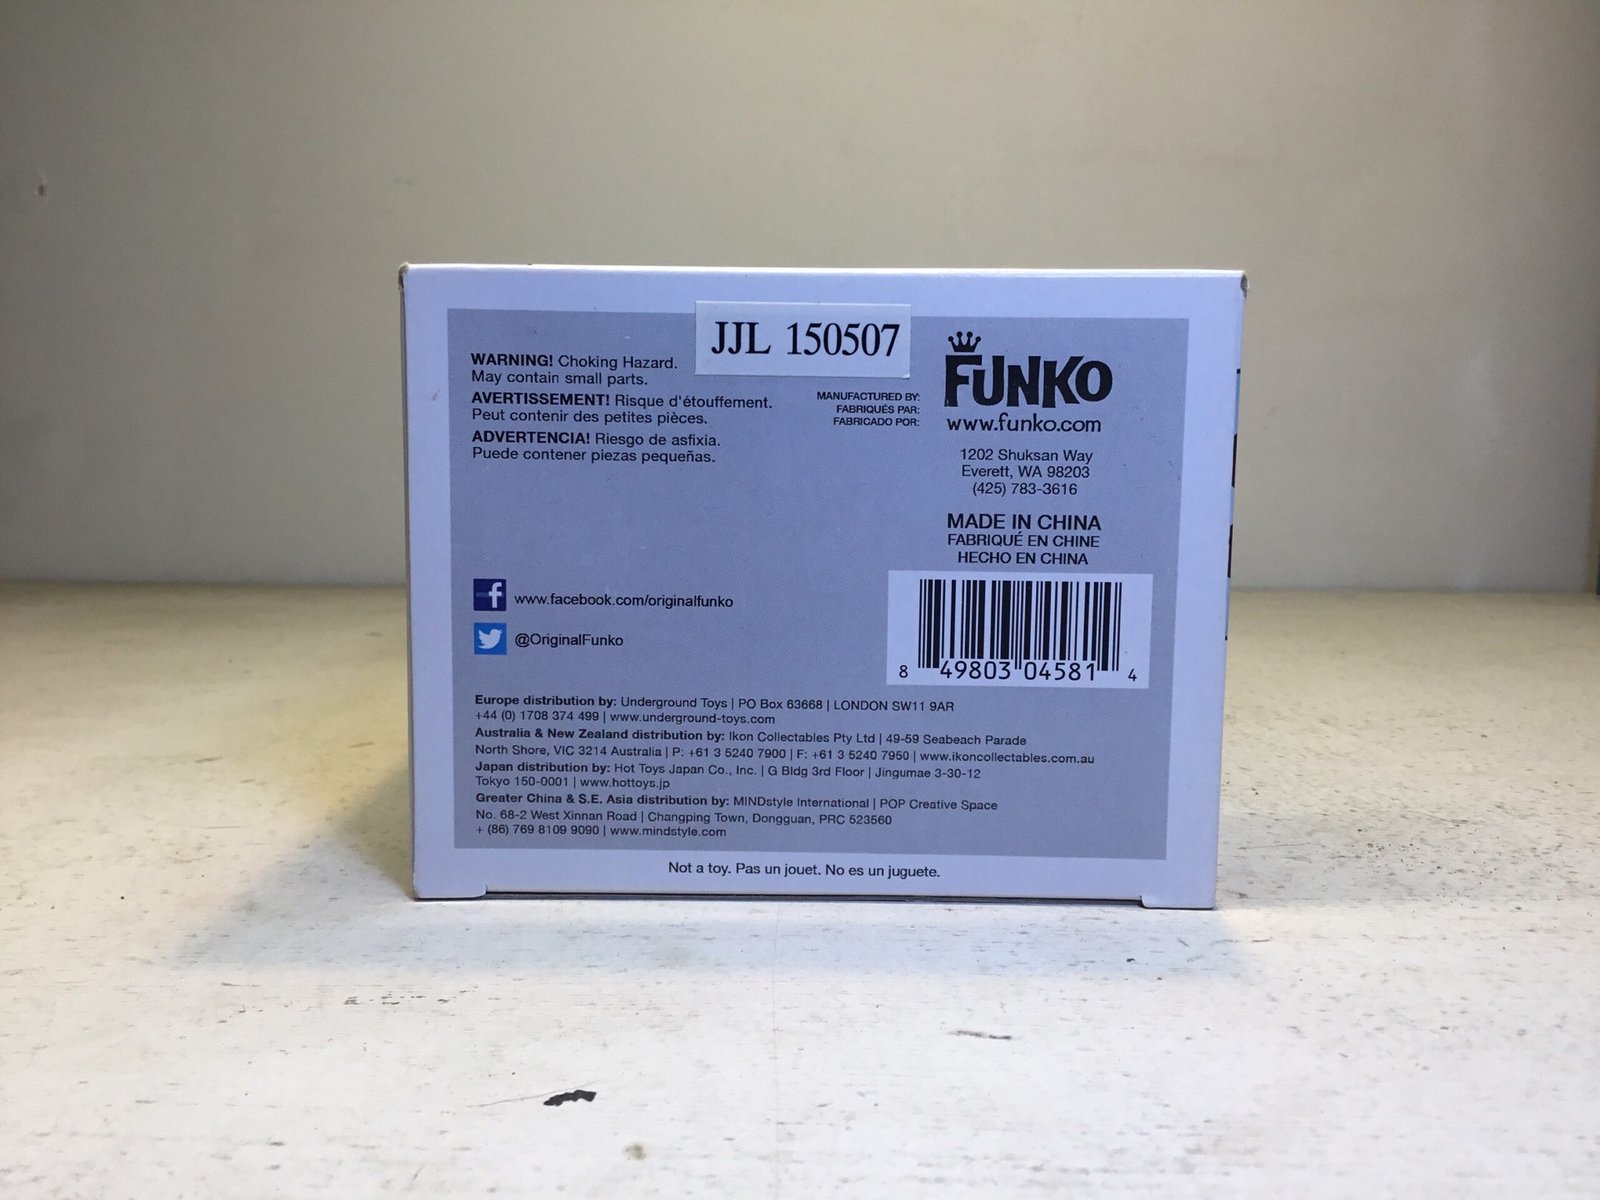 JJL 150507
WARNING! Choking Hazard.
May contain small parts.
AVERTISSEMENT! Risque d'étouffement.
Peut contenir des petites pièces.
ADVERTENCIA! Riesgo de asfixia.
Puede contener piezas pequeñas.
MANUFACTURED BY:
FABRIQUÉS PAR:
FABRICADO POR:
FUNKO
www.funko.com
1202 Shuksan Way
Everett, WA 98203
(425) 783-3616
MADE IN CHINA
FABRIQUÉ EN CHINE
HECHO EN CHINA
f www.facebook.com/originalfunko
@OriginalFunko
8 49803 04581 4
Europe distribution by: Underground Toys | PO Box 63668 | LONDON SW11 9AR
+44 (0) 1708 374 499 | www.underground-toys.com
Australia & New Zealand distribution by: Ikon Collectables Pty Ltd | 49-59 Seabeach Parade
North Shore, VIC 3214 Australia | P: +61 3 5240 7900 | F: +61 3 5240 7950 | www.ikoncollectables.com.au
Japan distribution by: Hot Toys Japan Co., Inc. | G Bldg 3rd Floor | Jingumae 3-30-12
Tokyo 150-0001 | www.hottoys.jp
Greater China & S.E. Asia distribution by: MINDstyle International | POP Creative Space
No. 68-2 West Xinnan Road | Changping Town, Dongguan, PRC 523560
+ (86) 769 8109 9090 | www.mindstyle.com
Not a toy. Pas un jouet. No es un juguete.